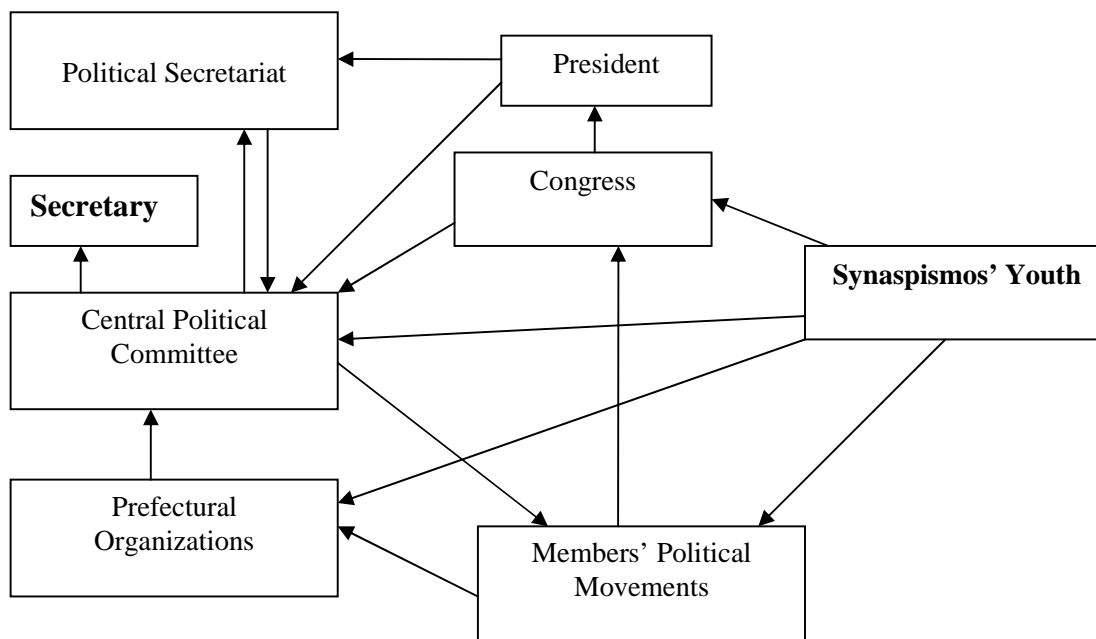 Political Secretariat
President
Congress
Secretary
Synaspismos’ Youth
Central Political
Committee
Prefectural
Organizations
Members’ Political
Movements